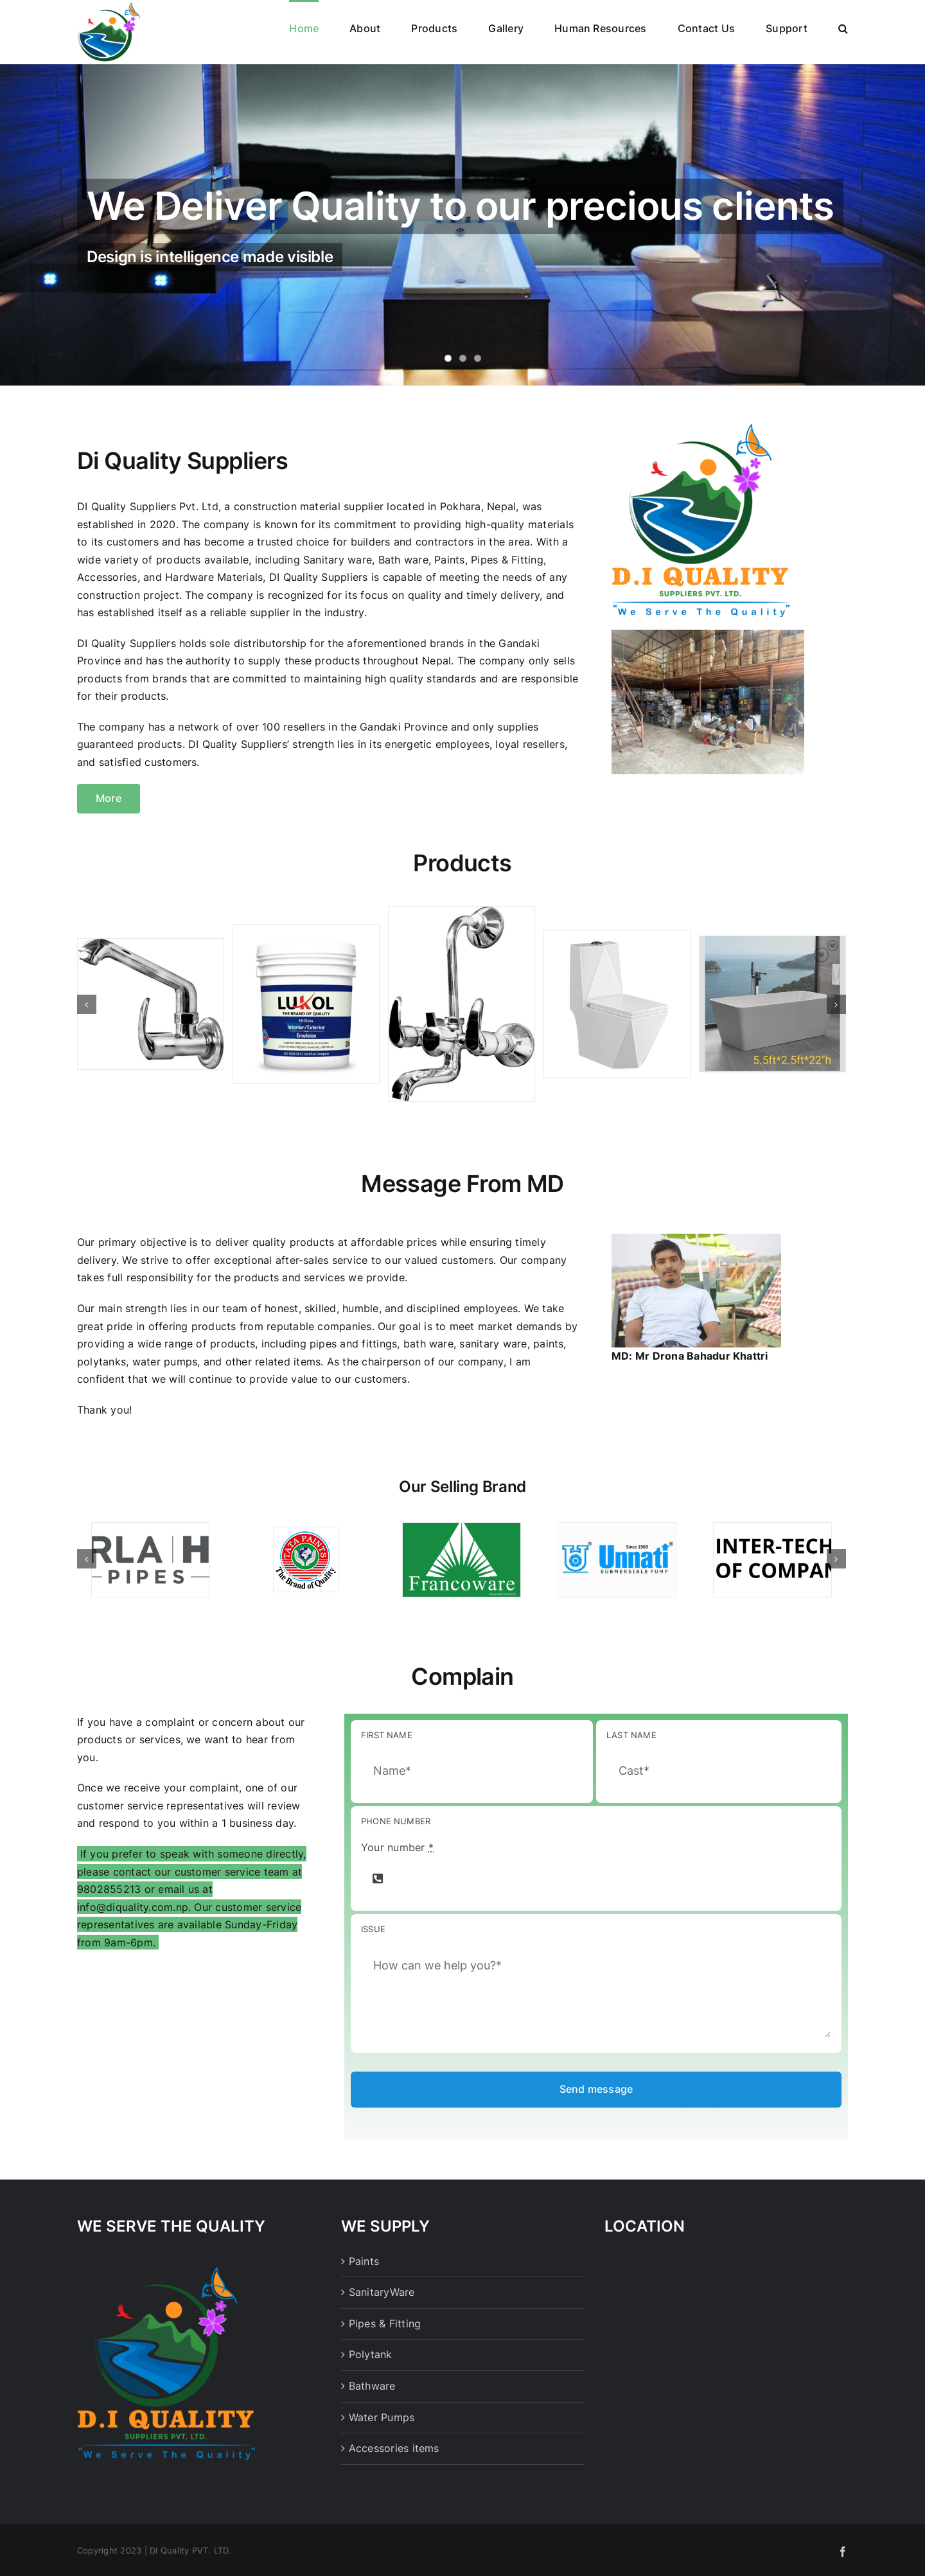 Home
About
Products
Gallery
Human Resources
Contact Us
Support
We Deliver Quality to our precious clients
Design is intelligence made visible
Di Quality Suppliers
DI Quality Suppliers Pvt. Ltd, a construction material supplier located in Pokhara, Nepal, was
established in 2020. The company is known for its commitment to providing high-quality materials
to its customers and has become a trusted choice for builders and contractors in the area. With a
wide variety of products available, including Sanitary ware, Bath ware, Paints, Pipes & Fitting,
Accessories, and Hardware Materials, DI Quality Suppliers is capable of meeting the needs of any
construction project. The company is recognized for its focus on quality and timely delivery, and
has established itself as a reliable supplier in the industry.
DI Quality Suppliers holds sole distributorship for the aforementioned brands in the Gandaki
Province and has the authority to supply these products throughout Nepal. The company only sells
products from brands that are committed to maintaining high quality standards and are responsible
for their products.
The company has a network of over 100 resellers in the Gandaki Province and only supplies
guaranteed products. DI Quality Suppliers’ strength lies in its energetic employees, loyal resellers,
and satisfied customers.
More
D.I QUALITY
SUPPLIERS PVT. LTD.
"We Serve The Quality"
Products
LUKOL
THE BRAND OF QUALITY
Interior/Exterior
Emulsion
5.5ft*2.5ft*22"h
Message From MD
Our primary objective is to deliver quality products at affordable prices while ensuring timely
delivery. We strive to offer exceptional after-sales service to our valued customers. Our company
takes full responsibility for the products and services we provide.
Our main strength lies in our team of honest, skilled, humble, and disciplined employees. We take
great pride in offering products from reputable companies. Our goal is to meet market demands by
providing a wide range of products, including pipes and fittings, bath ware, sanitary ware, paints,
polytanks, water pumps, and other related items. As the chairperson of our company, I am
confident that we will continue to provide value to our customers.
Thank you!
MD: Mr Drona Bahadur Khattri
Our Selling Brand
RLA H
PIPES
TATA PAINTS
The Brand of Quality
Francoware
Since 1969
Unnati
SUBMERSIBLE PUMP
INTER-TECH
OF COMPAN
Complain
If you have a complaint or concern about our
products or services, we want to hear from
you.
Once we receive your complaint, one of our
customer service representatives will review
and respond to you within a 1 business day.
If you prefer to speak with someone directly,
please contact our customer service team at
9802855213 or email us at
info@diquality.com.np. Our customer service
representatives are available Sunday-Friday
from 9am-6pm.
FIRST NAME
Name*
LAST NAME
Cast*
PHONE NUMBER
Your number *
ISSUE
How can we help you?*
Send message
WE SERVE THE QUALITY
D.I QUALITY
SUPPLIERS PVT. LTD.
"We Serve The Quality"
WE SUPPLY
Paints
SanitaryWare
Pipes & Fitting
Polytank
Bathware
Water Pumps
Accessories items
LOCATION
Copyright 2023 | DI Quality PVT. LTD.